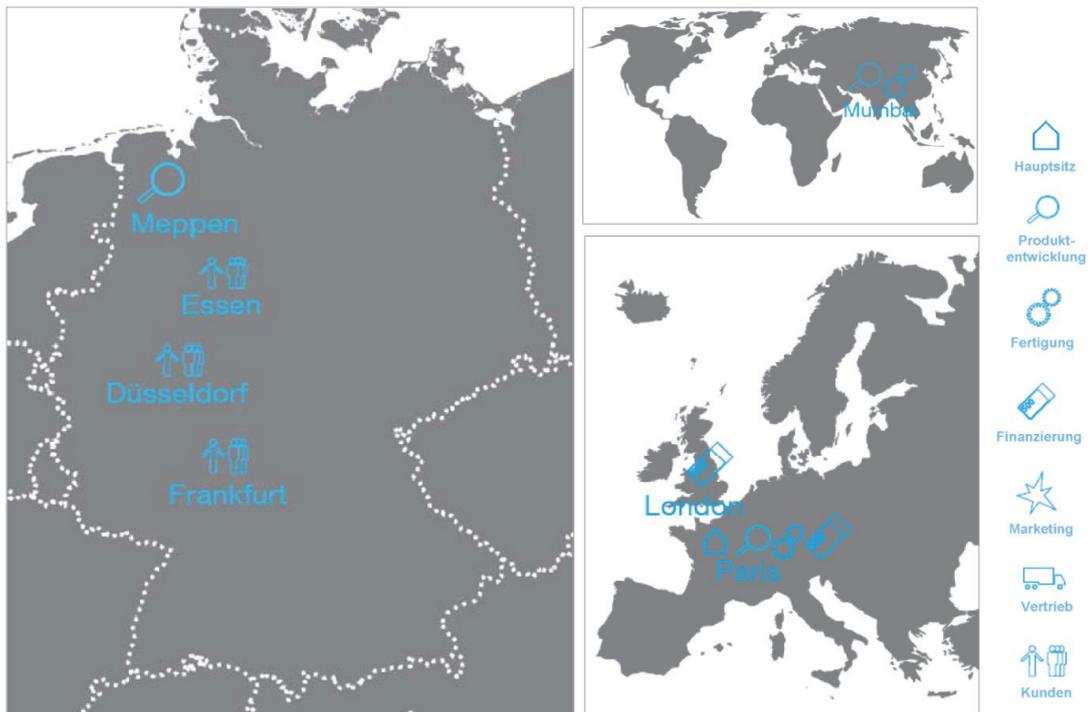 Meppen
Essen
Düsseldorf
Frankfurt
Mumbai
London
Paris
Hauptsitz
Produkt-
entwicklung
Fertigung
Finanzierung
Marketing
Vertrieb
Kunden